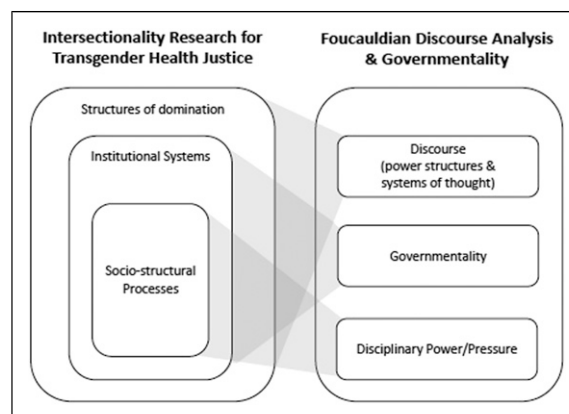 Intersectionality Research for
Transgender Health Justice
Structures of domination
Institutional Systems
Socio-structural
Processes
Foucauldian Discourse Analysis
& Governmentality
Discourse
(power structures &
systems of thought)
Governmentality
Disciplinary Power/Pressure